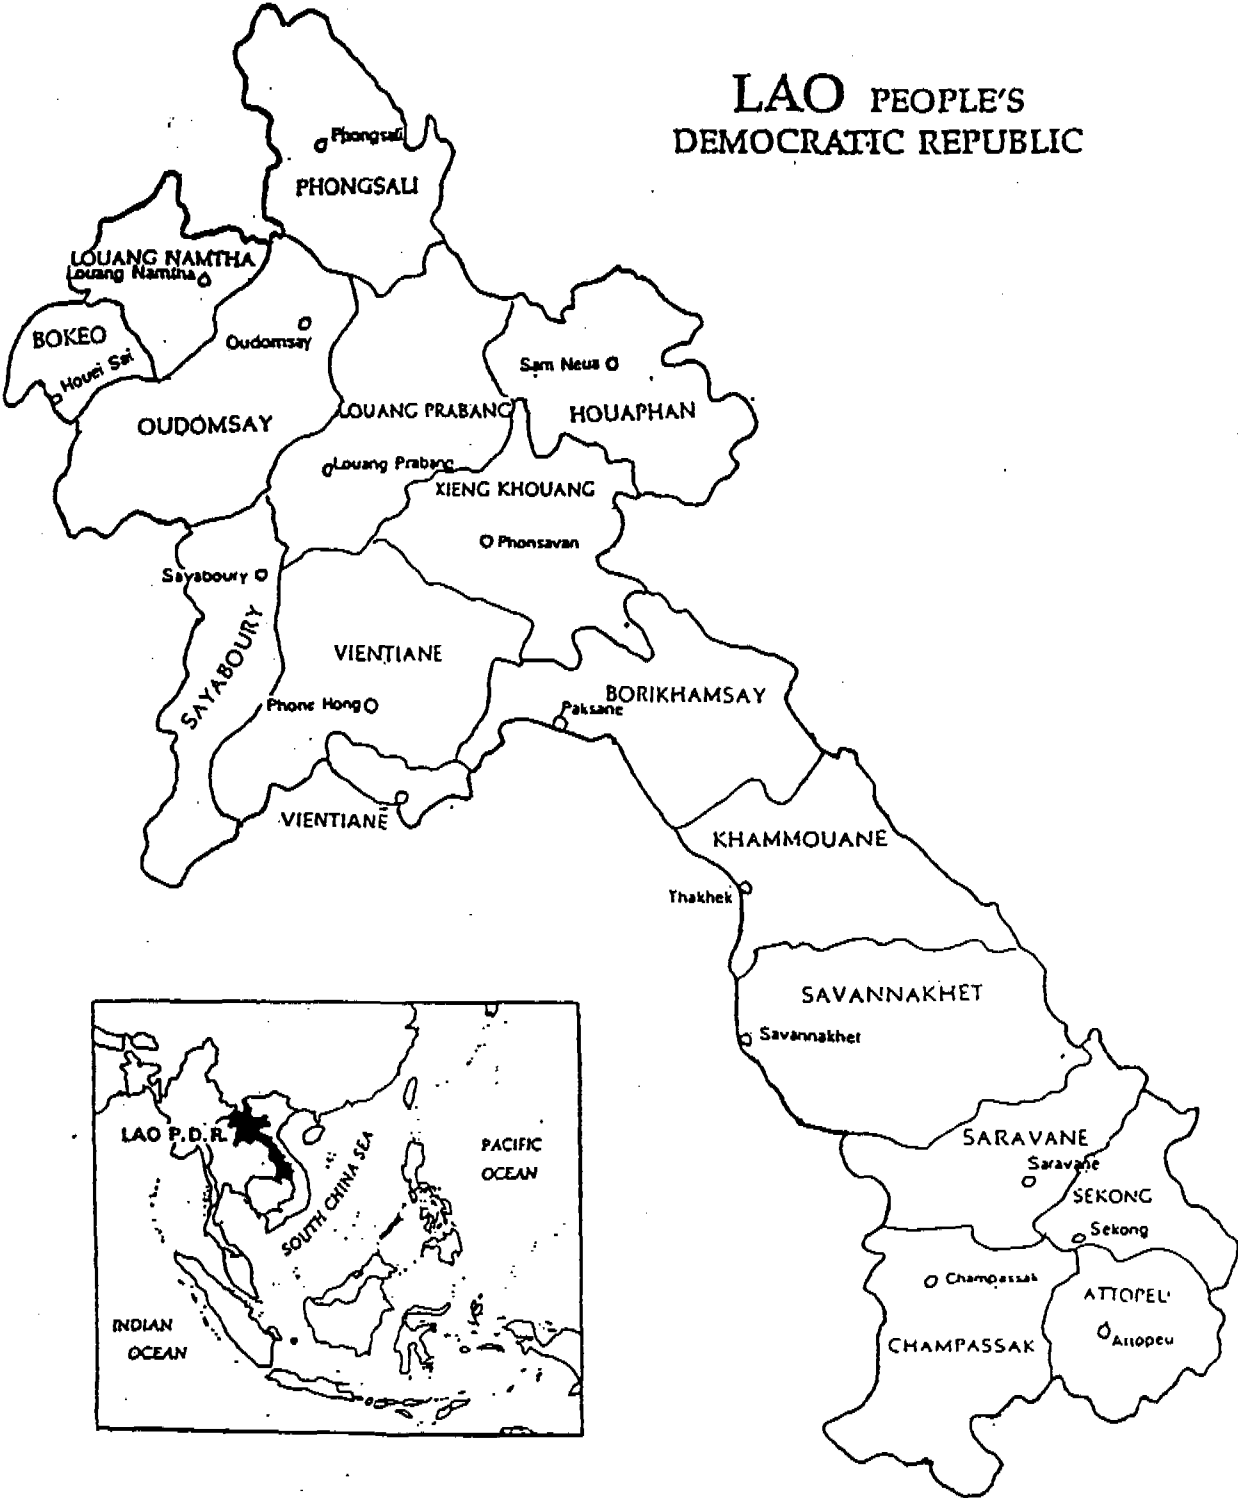 LAO PEOPLE'S
DEMOCRATIC REPUBLIC
Phongsali
PHONGSALI
LOUANG NAMTHA
Louang Namtha
BOKEO
Houei Sai
Oudomsay
OUDOMSAY
Sam Neua
HOUAPHAN
LOUANG PRABANG
Louang Prabang
XIENG KHOUANG
Phonsavan
Sayaboury
SAYABOURY
VIENTIANE
Phone Hong
BORIKHAMSAY
Paksane
VIENTIANE
KHAMMOUANE
Thakhek
SAVANNAKHET
Savannakhet
SARAVANE
Saravane
SEKONG
Sekong
Champassak
CHAMPASSAK
ATTOPEU
Attopeu
LAO P.D.R.
SOUTH CHINA SEA
PACIFIC
OCEAN
INDIAN
OCEAN